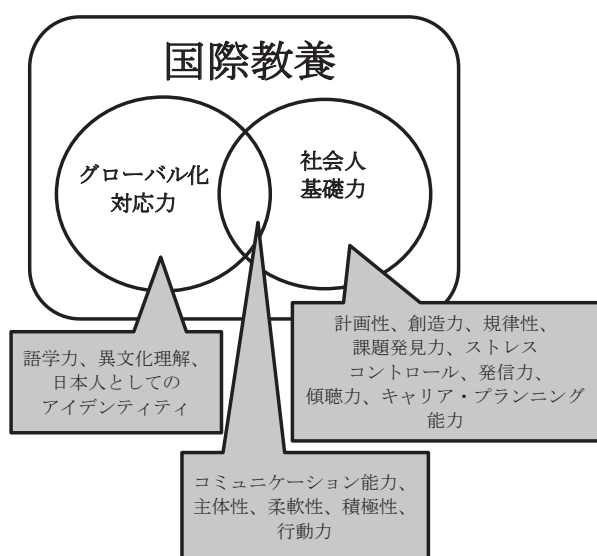 国際教養
グローバル化
対応力
社会人
基礎力
語学力、異文化理解、
日本人としての
アイデンティティ
計画性、創造力、規律性、
課題発見力、ストレス
コントロール、発信力、
傾聴力、キャリア・プランニング
能力
コミュニケーション能力、
主体性、柔軟性、積極性、
行動力